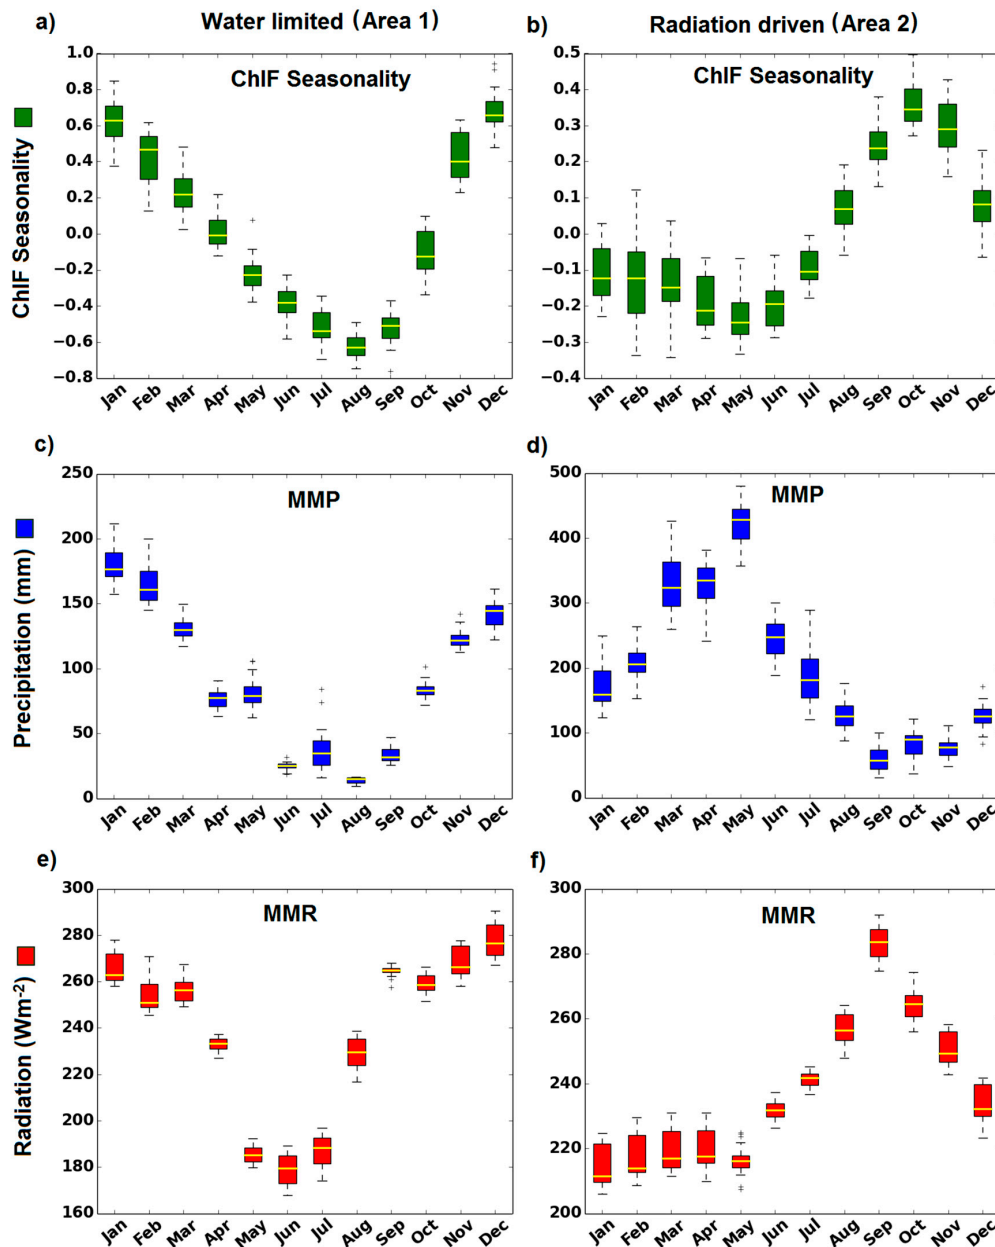 a) Water limited (Area 1)
b) Radiation driven (Area 2)
ChlF Seasonality
ChlF Seasonality
ChlF Seasonality
1.0
0.8
0.6
0.4
0.2
0.0
−0.2
−0.4
−0.6
−0.8
Jan Feb Mar Apr May Jun Jul Aug Sep Oct Nov Dec
0.5
0.4
0.3
0.2
0.1
0.0
−0.1
−0.2
−0.3
−0.4
Jan Feb Mar Apr May Jun Jul Aug Sep Oct Nov Dec
c)
MMP
Precipitation (mm)
250
200
150
100
50
0
Jan Feb Mar Apr May Jun Jul Aug Sep Oct Nov Dec
d)
MMP
500
400
300
200
100
0
Jan Feb Mar Apr May Jun Jul Aug Sep Oct Nov Dec
e)
MMR
Radiation (Wm-2)
300
280
260
240
220
200
180
160
Jan Feb Mar Apr May Jun Jul Aug Sep Oct Nov Dec
f)
MMR
300
280
260
240
220
200
Jan Feb Mar Apr May Jun Jul Aug Sep Oct Nov Dec